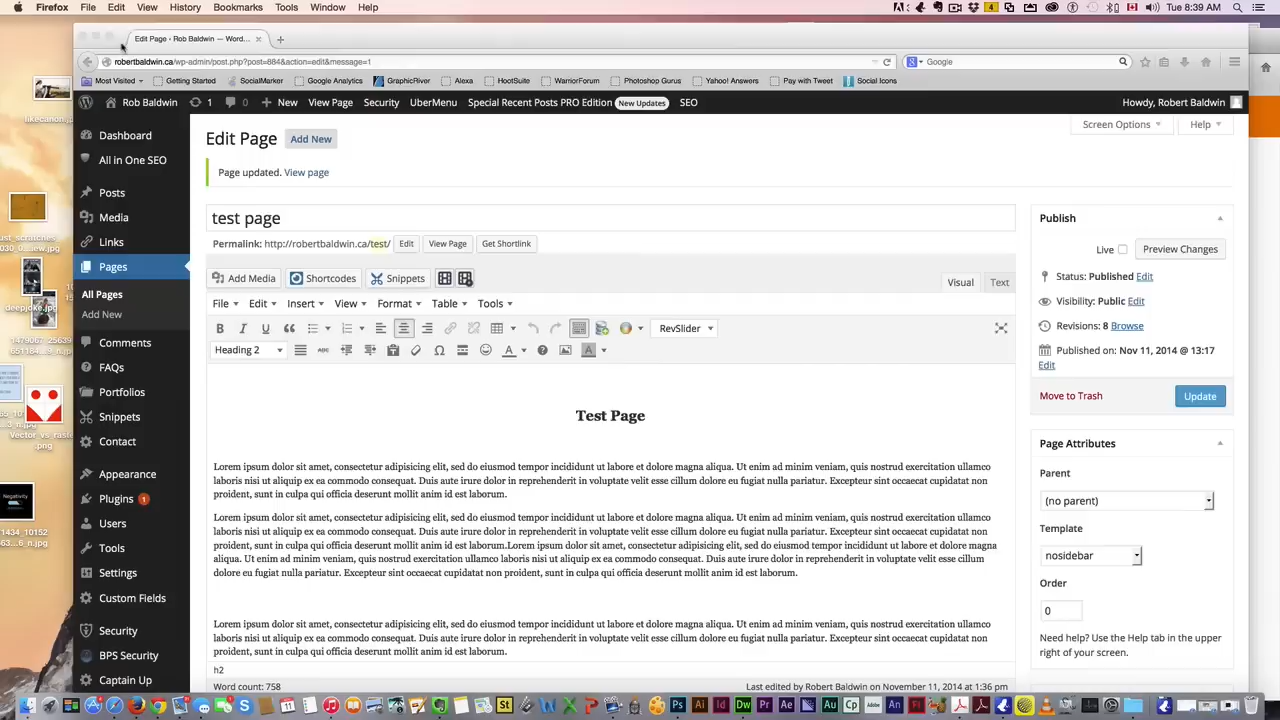 Firefox File Edit View History Bookmarks Tools Window Help 4 Tue 8:39 AM
Edit Page ‹ Rob Baldwin — Word...
robertbaldwin.ca/wp-admin/post.php?post=884&action=edit&message=1 Google
Most Visited Getting Started SocialMarker Google Analytics GraphicRiver Alexa HootSuite WarriorForum Photoshop Gurus Yahoo! Answers Pay with Tweet Social Icons
Rob Baldwin 1 0 New View Page Security UberMenu Special Recent Posts PRO Edition New Updates SEO Howdy, Robert Baldwin
likecanon.jpg
Dashboard
All in One SEO
Posts
Media
Links
Pages
All Pages
Add New
Comments
FAQs
Portfolios
Snippets
Contact
Appearance
Plugins 1
Users
Tools
Settings
Custom Fields
Security
BPS Security
Captain Up
deepjoke.jpg
1479067_25639
Vector_vs_raste
.png
Negativity
1434_10152
Edit Page Add New
Screen Options Help
Page updated. View page
test page
Permalink: http://robertbaldwin.ca/test/ Edit View Page Get Shortlink
Add Media Shortcodes Snippets Visual Text
File Edit Insert View Format Table Tools
RevSlider
Heading 2 ABC
Test Page
Lorem ipsum dolor sit amet, consectetur adipisicing elit, sed do eiusmod tempor incididunt ut labore et dolore magna aliqua. Ut enim ad minim veniam, quis nostrud exercitation ullamco
laboris nisi ut aliquip ex ea commodo consequat. Duis aute irure dolor in reprehenderit in voluptate velit esse cillum dolore eu fugiat nulla pariatur. Excepteur sint occaecat cupidatat non
proident, sunt in culpa qui officia deserunt mollit anim id est laborum.
Lorem ipsum dolor sit amet, consectetur adipisicing elit, sed do eiusmod tempor incididunt ut labore et dolore magna aliqua. Ut enim ad minim veniam, quis nostrud exercitation ullamco
laboris nisi ut aliquip ex ea commodo consequat. Duis aute irure dolor in reprehenderit in voluptate velit esse cillum dolore eu fugiat nulla pariatur. Excepteur sint occaecat cupidatat non
proident, sunt in culpa qui officia deserunt mollit anim id est laborum.Lorem ipsum dolor sit amet, consectetur adipisicing elit, sed do eiusmod tempor incididunt ut labore et dolore magna
aliqua. Ut enim ad minim veniam, quis nostrud exercitation ullamco laboris nisi ut aliquip ex ea commodo consequat. Duis aute irure dolor in reprehenderit in voluptate velit esse cillum
dolore eu fugiat nulla pariatur. Excepteur sint occaecat cupidatat non proident, sunt in culpa qui officia deserunt mollit anim id est laborum.
Lorem ipsum dolor sit amet, consectetur adipisicing elit, sed do eiusmod tempor incididunt ut labore et dolore magna aliqua. Ut enim ad minim veniam, quis nostrud exercitation ullamco
laboris nisi ut aliquip ex ea commodo consequat. Duis aute irure dolor in reprehenderit in voluptate velit esse cillum dolore eu fugiat nulla pariatur. Excepteur sint occaecat cupidatat non
proident, sunt in culpa qui officia deserunt mollit anim id est laborum.
h2
Word count: 758 Last edited by Robert Baldwin on November 11, 2014 at 1:36 pm
Publish
Live Preview Changes
Status: Published Edit
Visibility: Public Edit
Revisions: 8 Browse
Published on: Nov 11, 2014 @ 13:17
Edit
Move to Trash Update
Page Attributes
Parent
(no parent)
Template
nosidebar
Order
0
Need help? Use the Help tab in the upper
right of your screen.
St Ps Ai Id Dw Pr Ae Au Cp An Fl